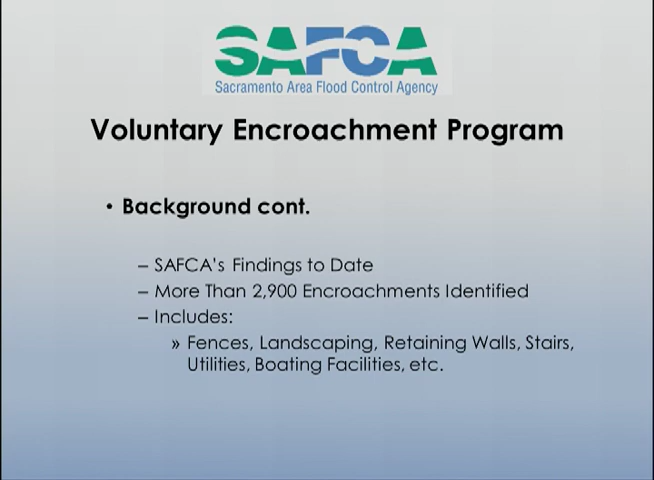 SAFCA
Sacramento Area Flood Control Agency
Voluntary Encroachment Program
• Background cont.
– SAFCA's Findings to Date
– More Than 2,900 Encroachments Identified
– Includes:
» Fences, Landscaping, Retaining Walls, Stairs,
Utilities, Boating Facilities, etc.